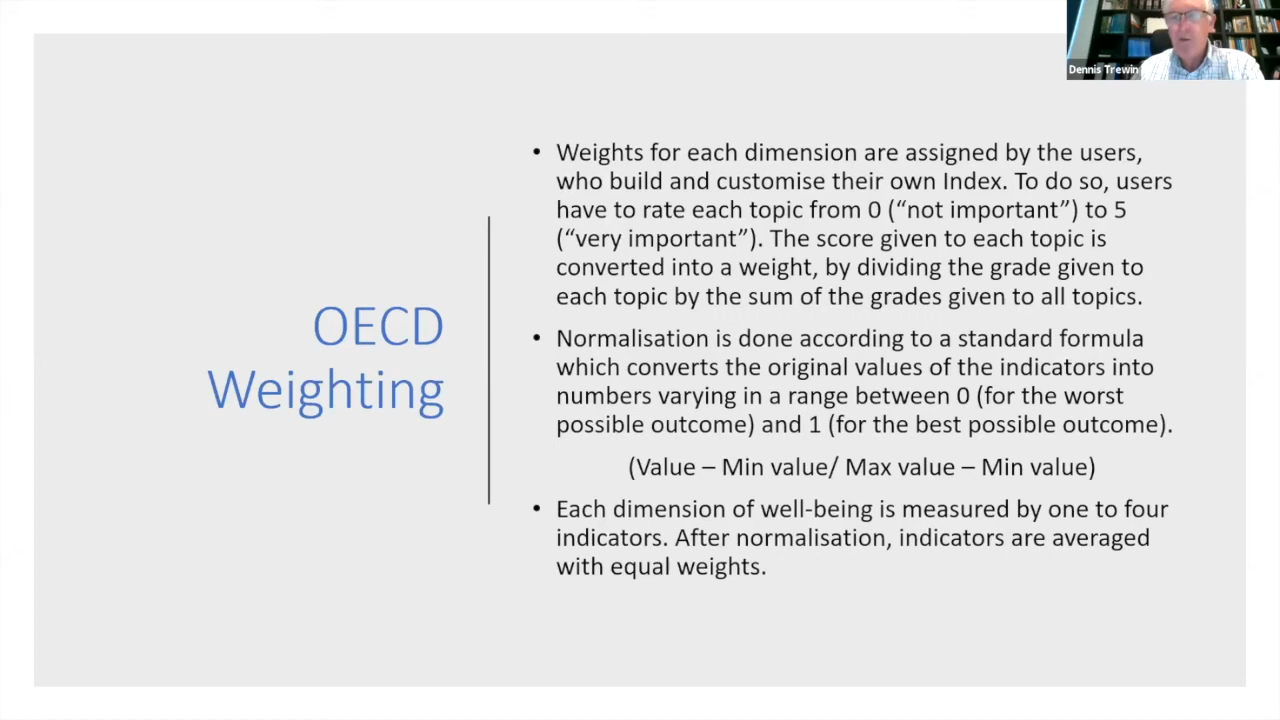 Dennis Trewin
OECD
Weighting
• Weights for each dimension are assigned by the users,
who build and customise their own Index. To do so, users
have to rate each topic from 0 (“not important”) to 5
(“very important”). The score given to each topic is
converted into a weight, by dividing the grade given to
each topic by the sum of the grades given to all topics.
• Normalisation is done according to a standard formula
which converts the original values of the indicators into
numbers varying in a range between 0 (for the worst
possible outcome) and 1 (for the best possible outcome).
(Value – Min value/ Max value – Min value)
• Each dimension of well-being is measured by one to four
indicators. After normalisation, indicators are averaged
with equal weights.